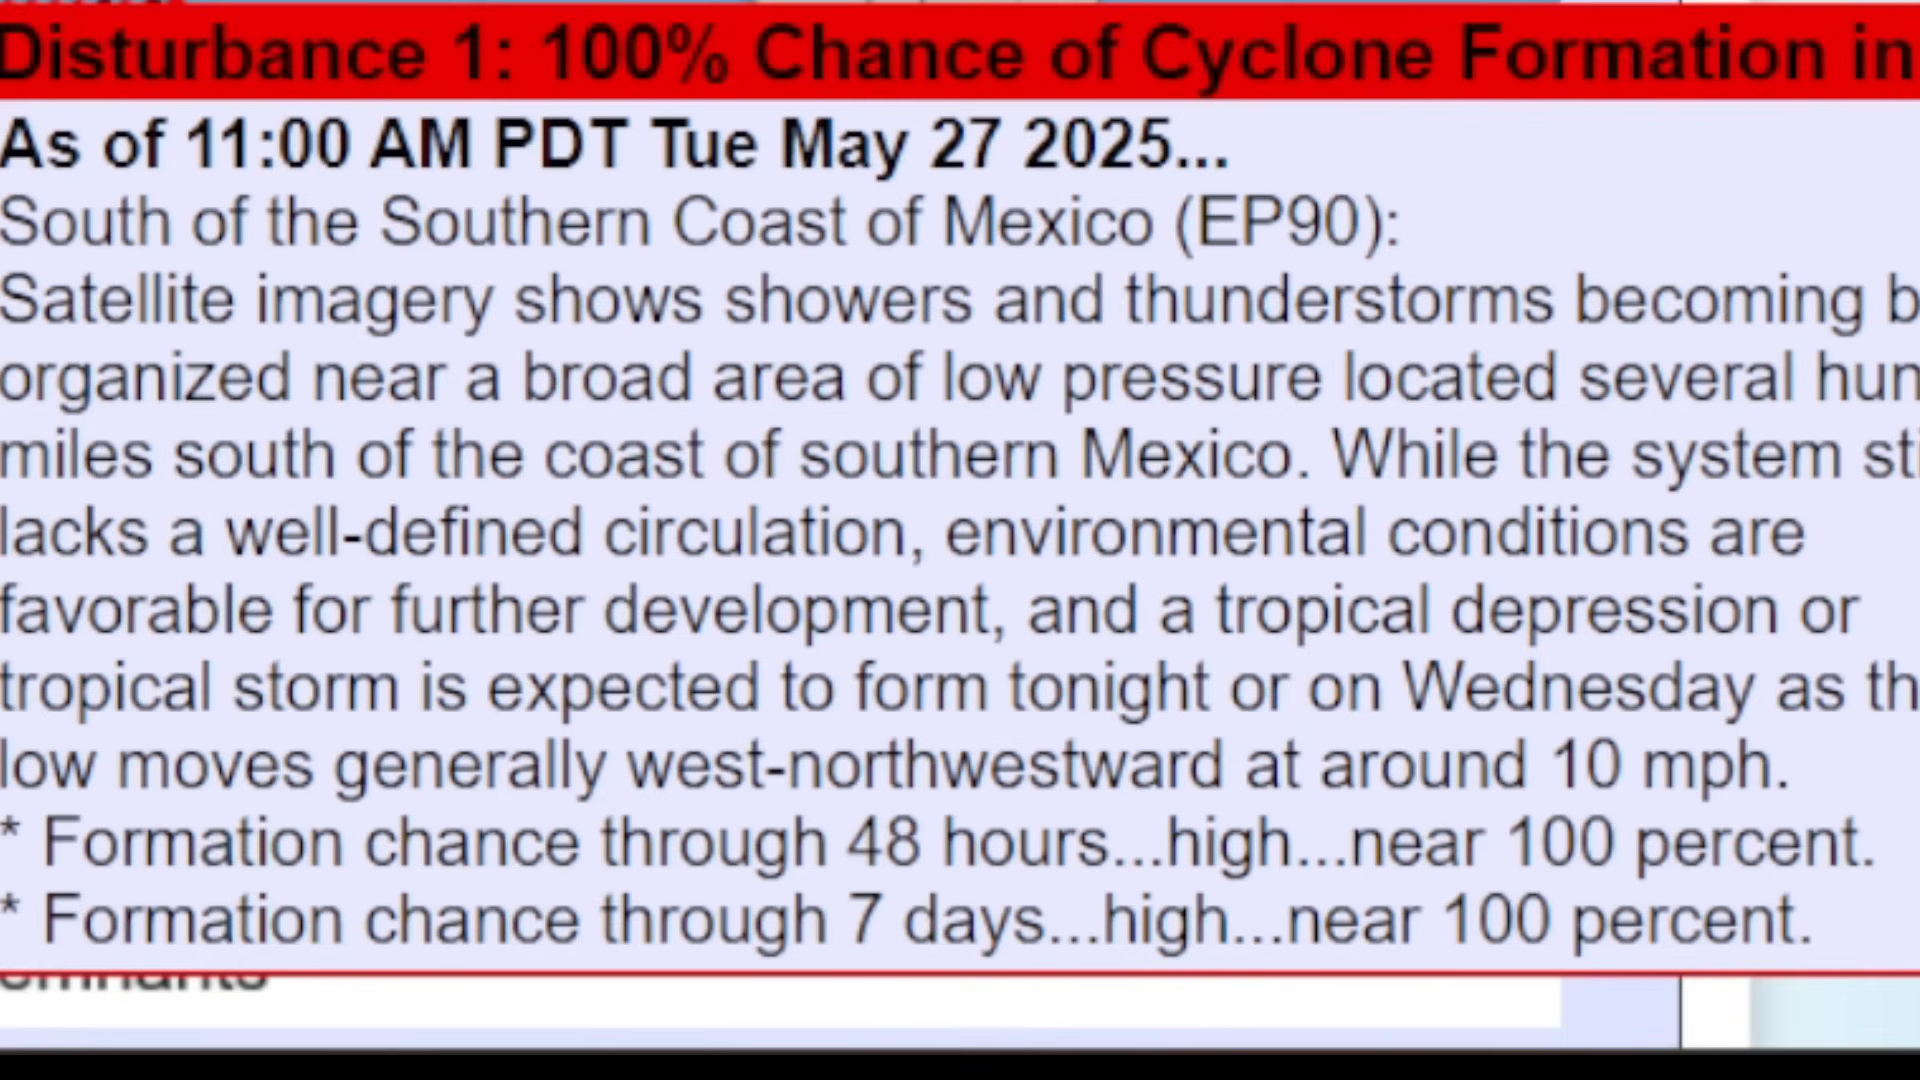 Disturbance 1: 100% Chance of Cyclone Formation in
As of 11:00 AM PDT Tue May 27 2025...
South of the Southern Coast of Mexico (EP90):
Satellite imagery shows showers and thunderstorms becoming b
organized near a broad area of low pressure located several hun
miles south of the coast of southern Mexico. While the system sti
lacks a well-defined circulation, environmental conditions are
favorable for further development, and a tropical depression or
tropical storm is expected to form tonight or on Wednesday as th
low moves generally west-northwestward at around 10 mph.
* Formation chance through 48 hours...high...near 100 percent.
* Formation chance through 7 days...high...near 100 percent.